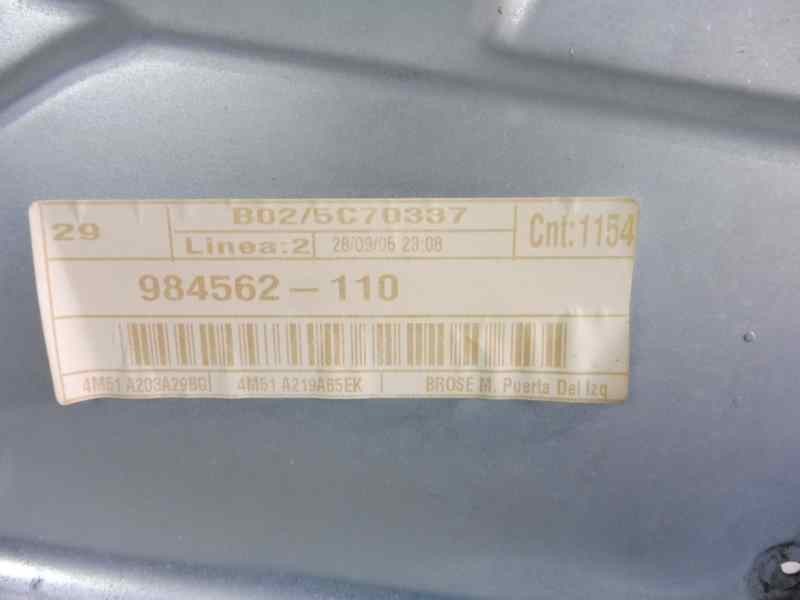 29
B02/5C70337
Cnt:1154
Linea:2
28/09/06 23:08
984562-110
4M51 A203A29BG
4M51 A219A65EK
BROSE M. Puerta Del Izq